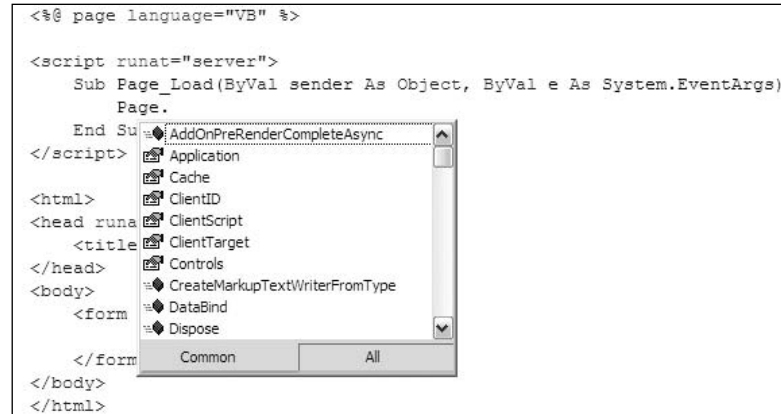 <%@ page language="VB" %>
<script runat="server">
Sub Page_Load(ByVal sender As Object, ByVal e As System.EventArgs)
Page.
End Su
</script>
<html>
<head runa
<title
</head>
<body>
<form
</form
</body>
</html>
AddOnPreRenderCompleteAsync
Application
Cache
ClientID
ClientScript
ClientTarget
Controls
CreateMarkupTextWriterFromType
DataBind
Dispose
Common All